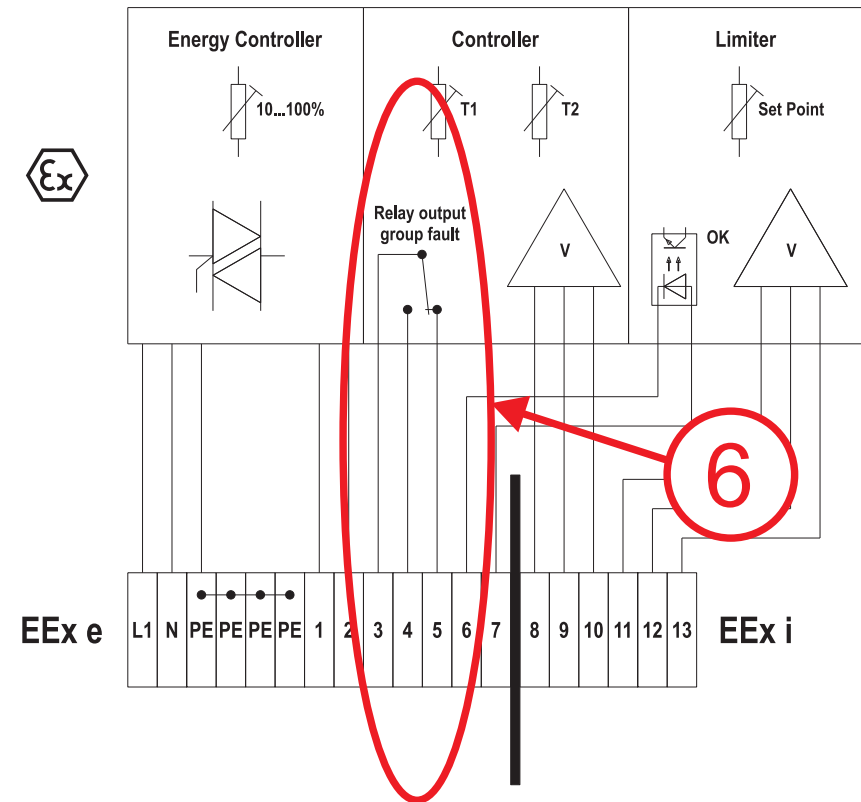 Energy Controller
Controller
Limiter
10...100%
T1
T2
Set Point
Ex
Relay output
group fault
V
OK
V
6
EEx e
L1 N PE PE PE PE 1 2 3 4 5 6 7 8 9 10 11 12 13
EEx i